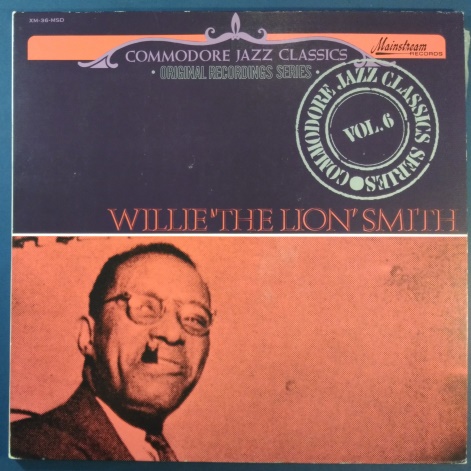 XM-36-MSD
Mainstream
RECORDS
COMMODORE JAZZ CLASSICS
• ORIGINAL RECORDINGS SERIES •
COMMODORE JAZZ CLASSICS SERIES
VOL. 6
WILLIE 'THE LION' SMITH